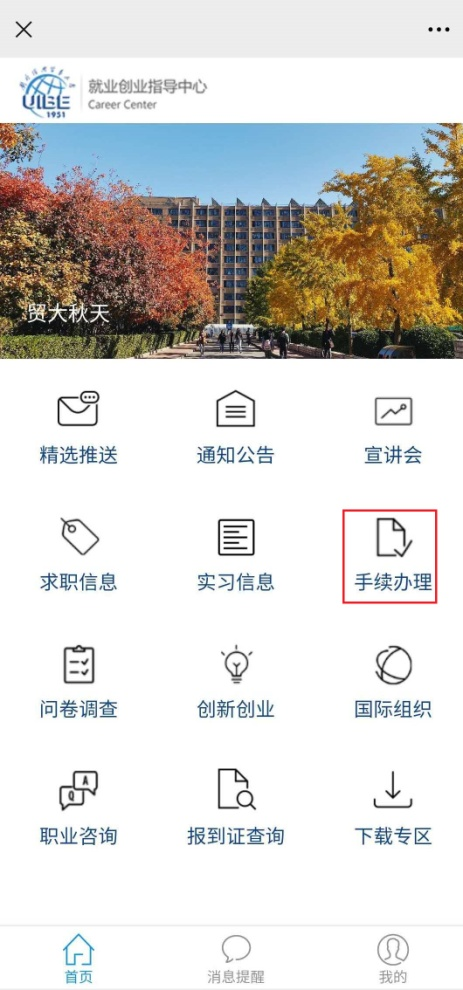 UIBE
1951
就业创业指导中心
Career Center
贸大秋天
精选推送
通知公告
宣讲会
求职信息
实习信息
手续办理
问卷调查
创新创业
国际组织
Q A
职业咨询
报到证查询
下载专区
首页
消息提醒
我的